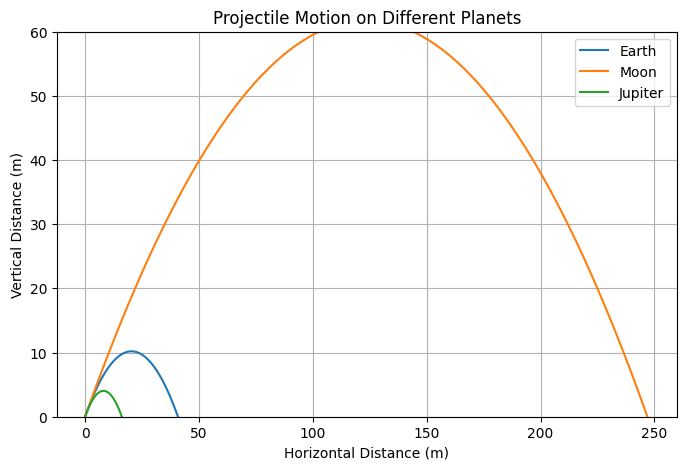 Projectile Motion on Different Planets
Earth
Moon
Jupiter
Vertical Distance (m)
60
50
40
30
20
10
0
0
50
100
150
200
250
Horizontal Distance (m)